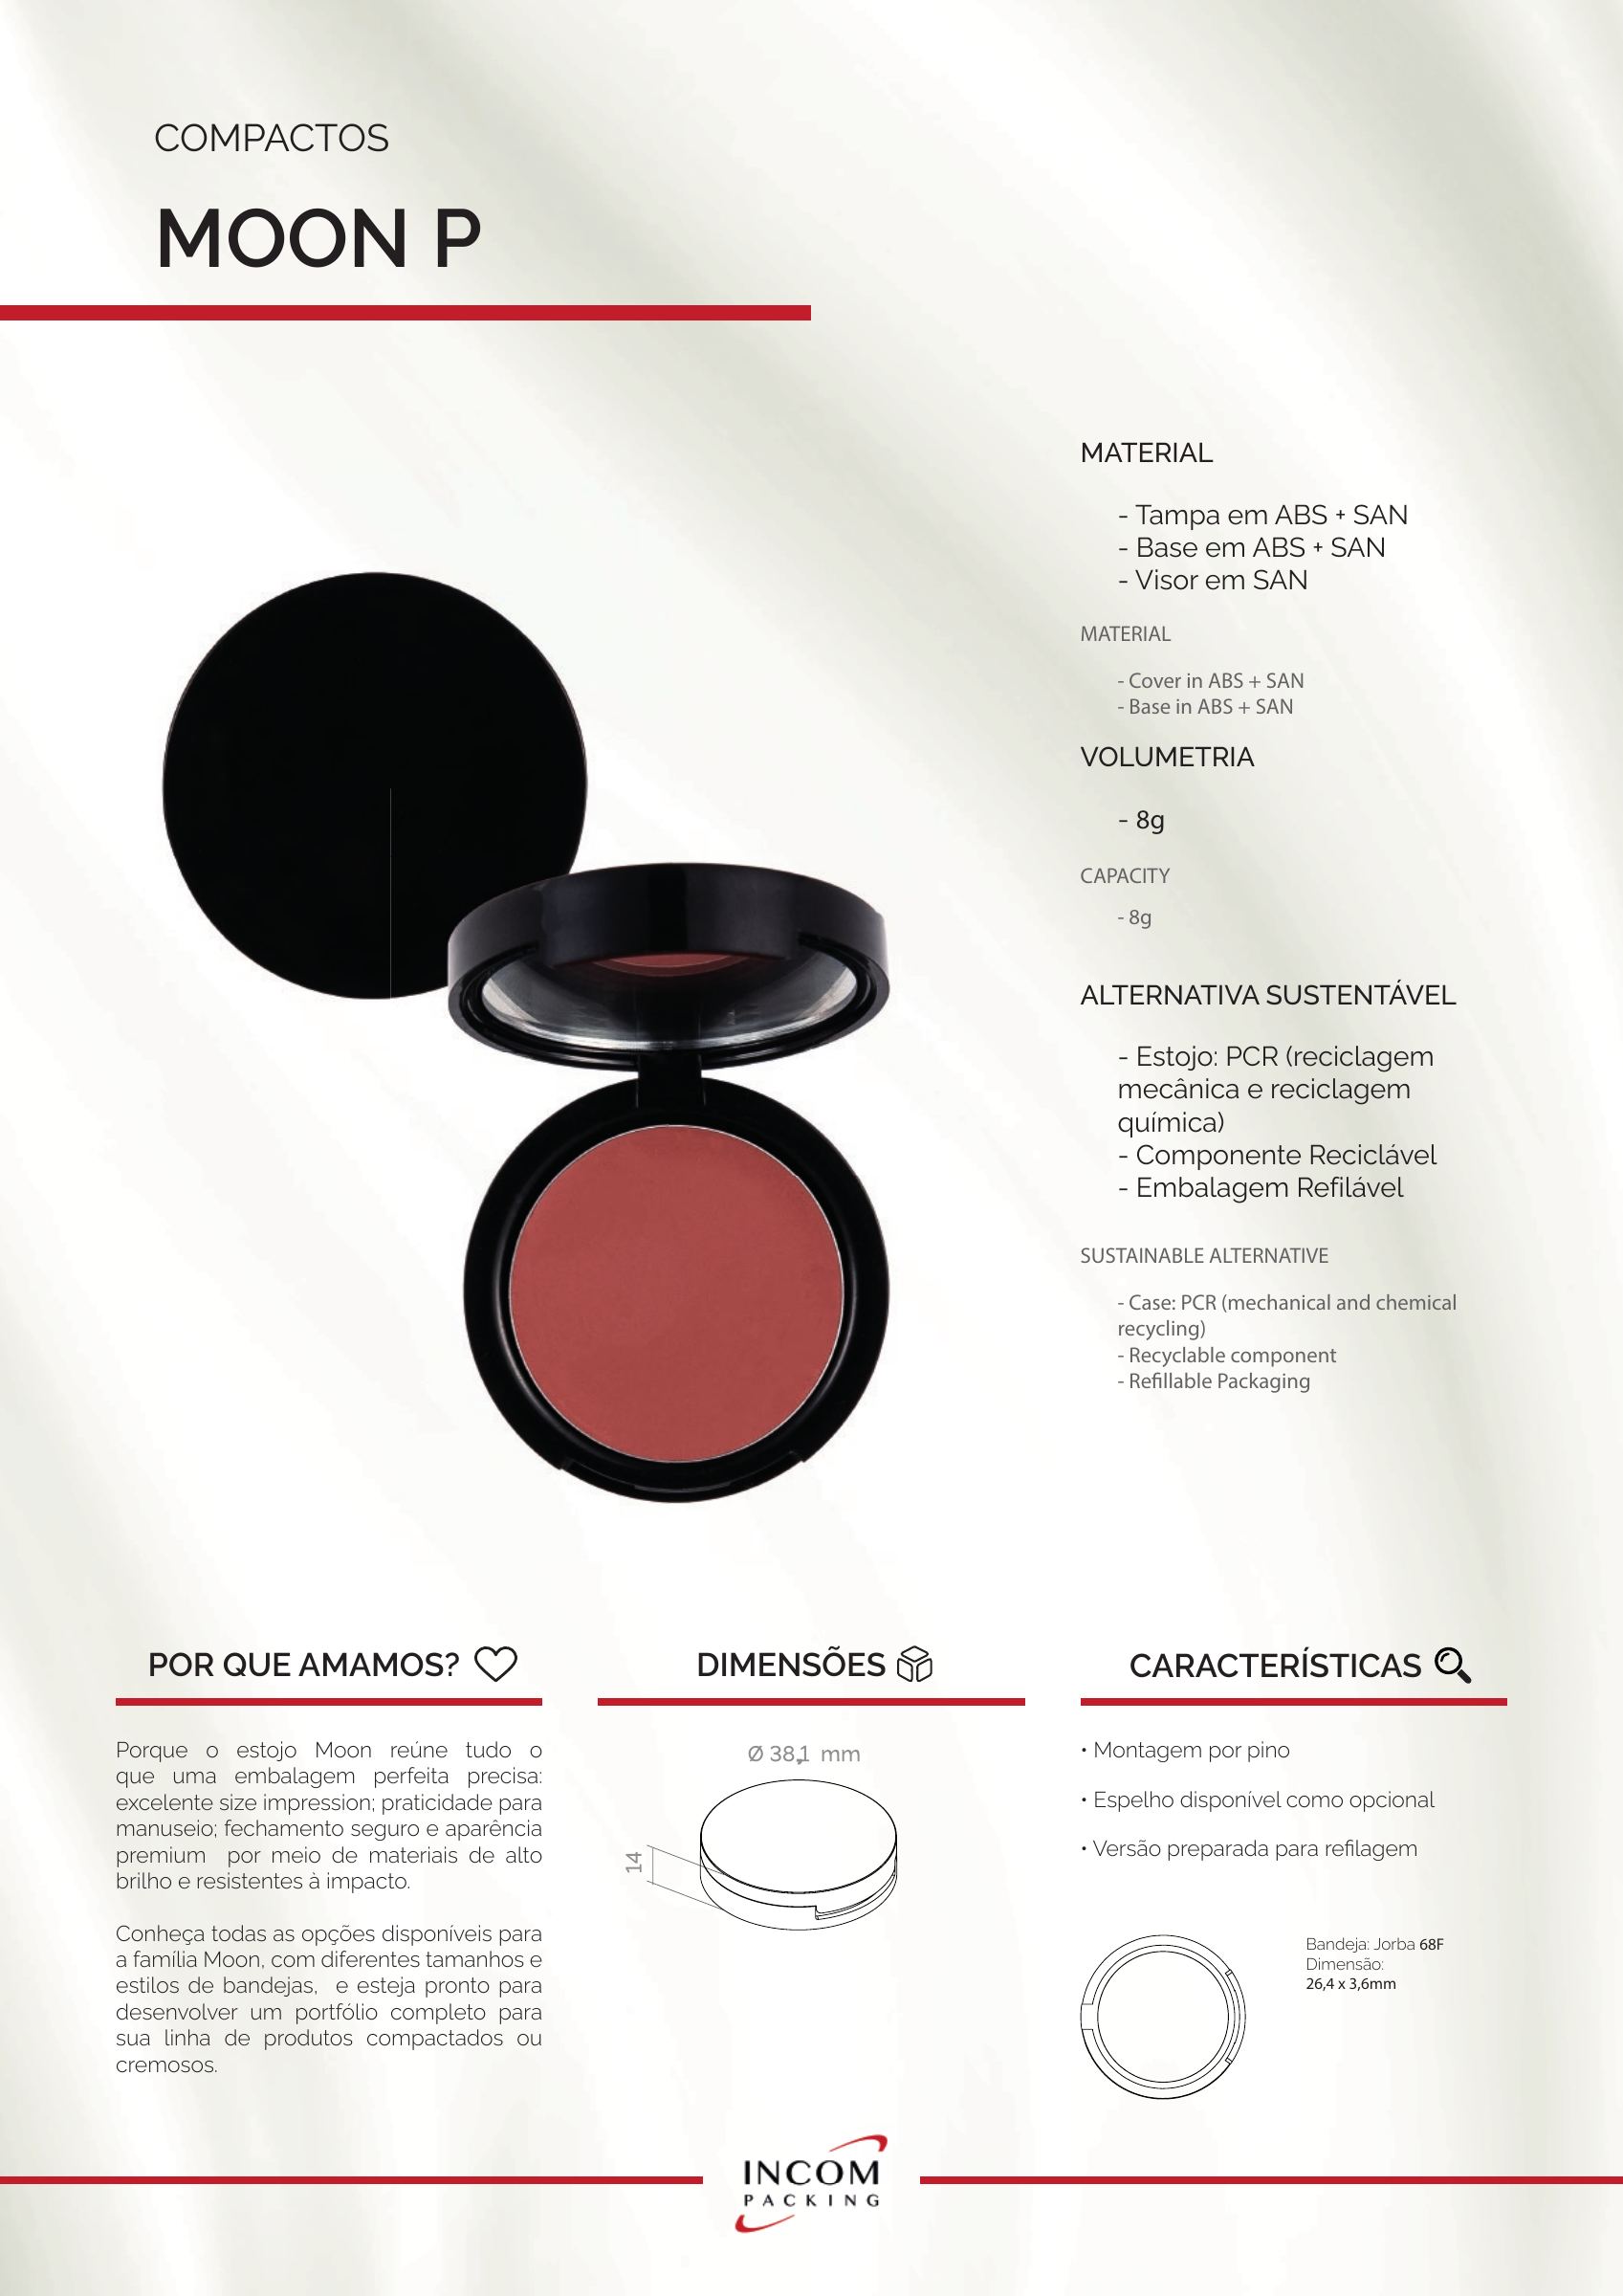 COMPACTOS
MOON P
MATERIAL
- Tampa em ABS + SAN
- Base em ABS + SAN
- Visor em SAN
MATERIAL
- Cover in ABS + SAN
- Base in ABS + SAN
VOLUMETRIA
- 8g
CAPACITY
- 8g
ALTERNATIVA SUSTENTÁVEL
- Estojo: PCR (reciclagem
mecânica e reciclagem
química)
- Componente Reciclável
- Embalagem Refilável
SUSTAINABLE ALTERNATIVE
- Case: PCR (mechanical and chemical
recycling)
- Recyclable component
- Refillable Packaging
POR QUE AMAMOS?
Porque o estojo Moon reúne tudo o
que uma embalagem perfeita precisa:
excelente size impression; praticidade para
manuseio; fechamento seguro e aparência
premium por meio de materiais de alto
brilho e resistentes à impacto.
Conheça todas as opções disponíveis para
a família Moon, com diferentes tamanhos e
estilos de bandejas, e esteja pronto para
desenvolver um portfólio completo para
sua linha de produtos compactados ou
cremosos.
DIMENSÕES
Ø 38,1 mm
14
CARACTERÍSTICAS
• Montagem por pino
• Espelho disponível como opcional
• Versão preparada para refilagem
Bandeja: Jorba 68F
Dimensão:
26,4 x 3,6mm
INCOM
PACKING